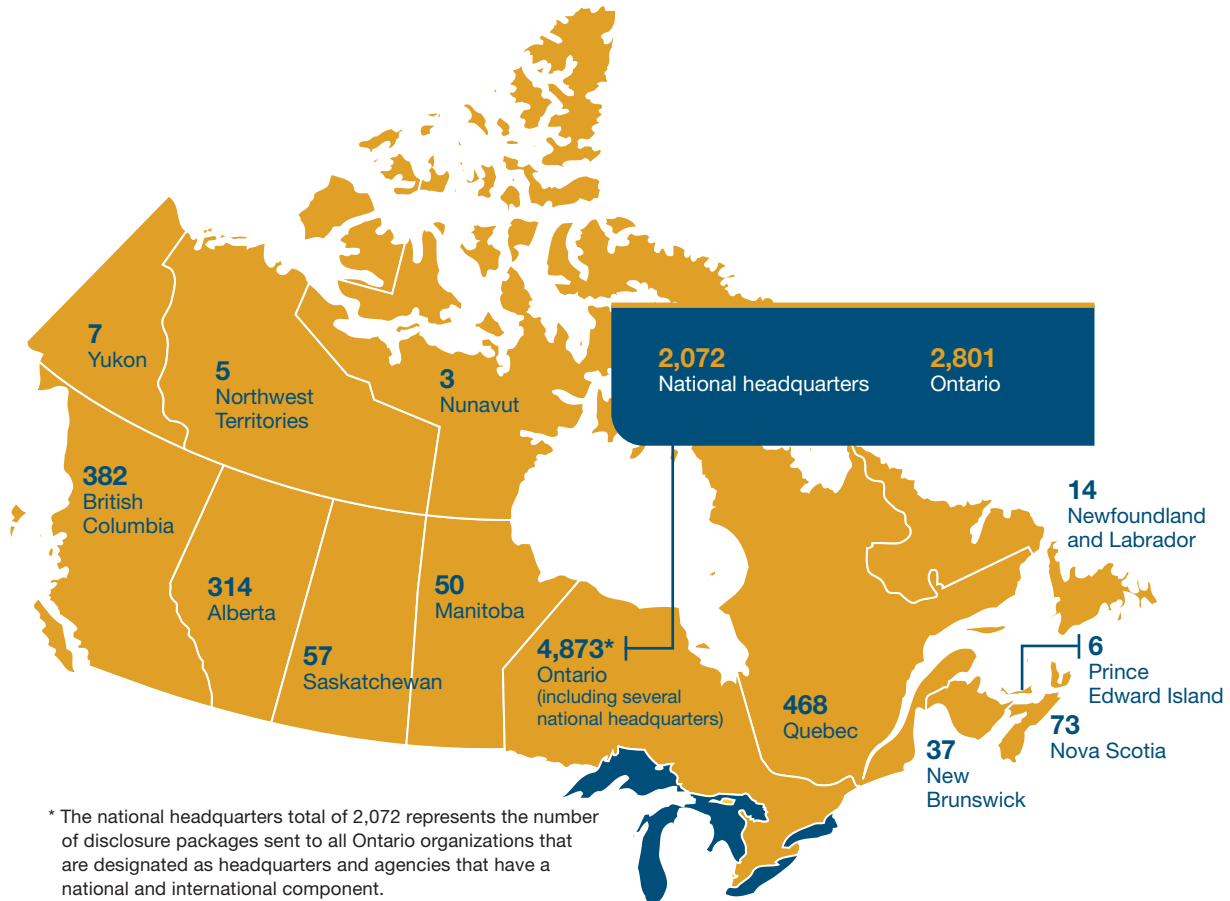 7
Yukon
5
Northwest
Territories
3
Nunavut
2,072
National headquarters
2,801
Ontario
382
British
Columbia
314
Alberta
57
Saskatchewan
50
Manitoba
4,873*
Ontario
(including several
national headquarters)
468
Quebec
14
Newfoundland
and Labrador
6
Prince
Edward Island
73
Nova Scotia
37
New
Brunswick
* The national headquarters total of 2,072 represents the number
of disclosure packages sent to all Ontario organizations that
are designated as headquarters and agencies that have a
national and international component.